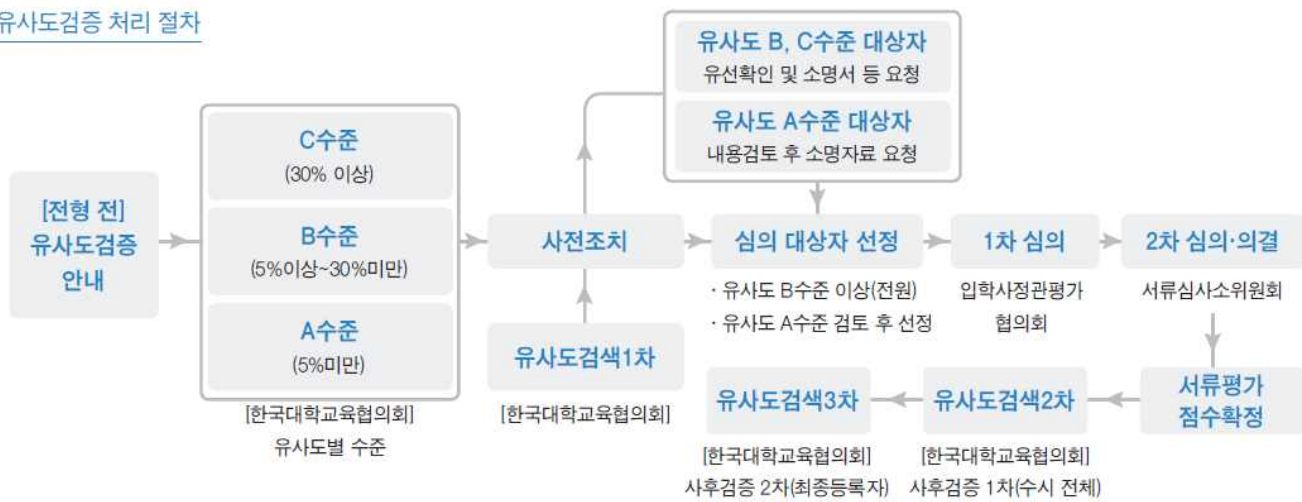 유사도검증 처리 절차
[전형 전]
유사도검증
안내
C수준
(30% 이상)
B수준
(5%이상~30%미만)
A수준
(5%미만)
[한국대학교육협의회]
유사도별 수준
사전조치
유사도검색1차
[한국대학교육협의회]
유사도 B, C수준 대상자
유선확인 및 소명서 등 요청
유사도 A수준 대상자
내용검토 후 소명자료 요청
심의 대상자 선정
· 유사도 B수준 이상(전원)
· 유사도 A수준 검토 후 선정
1차 심의
입학사정관평가
협의회
2차 심의·의결
서류심사소위원회
서류평가
점수확정
유사도검색2차
[한국대학교육협의회]
사후검증 1차(수시 전체)
유사도검색3차
[한국대학교육협의회]
사후검증 2차(최종등록자)